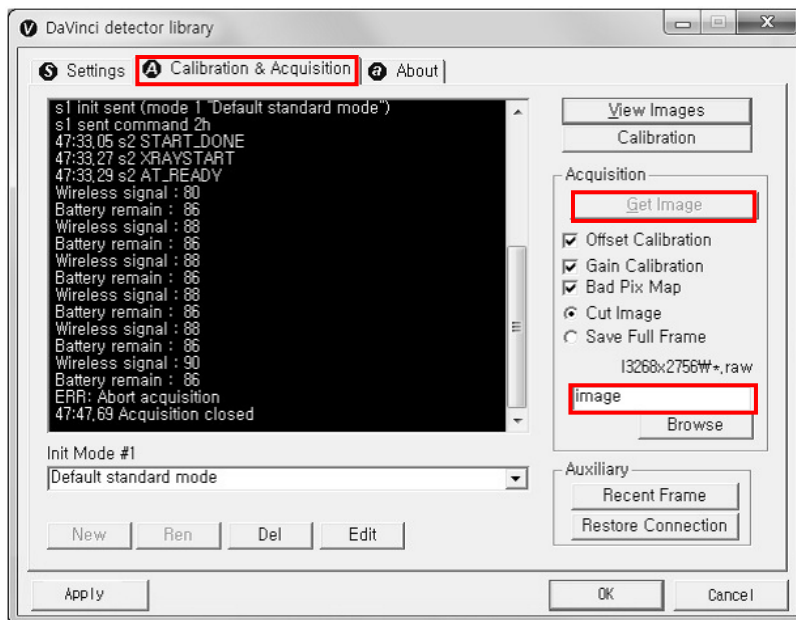 DaVinci detector library
Settings
Calibration & Acquisition
About
s1 init sent (mode 1 "Default standard mode")
s1 sent command 2h
47:33,05 s2 START_DONE
47:33,27 s2 XRAYSTART
47:33,29 s2 AT_READY
Wireless signal : 80
Battery remain : 86
Wireless signal : 88
Battery remain : 86
Wireless signal : 88
Battery remain : 86
Wireless signal : 88
Battery remain : 86
Wireless signal : 88
Battery remain : 86
Wireless signal : 90
Battery remain : 86
ERR: Abort acquisition
47:47,69 Acquisition closed
Init Mode #1
Default standard mode
New
Ren
Del
Edit
View Images
Calibration
Acquisition
Get Image
Offset Calibration
Gain Calibration
Bad Pix Map
Cut Image
Save Full Frame
I3268x2756₩*.raw
image
Browse
Auxiliary
Recent Frame
Restore Connection
Apply
OK
Cancel